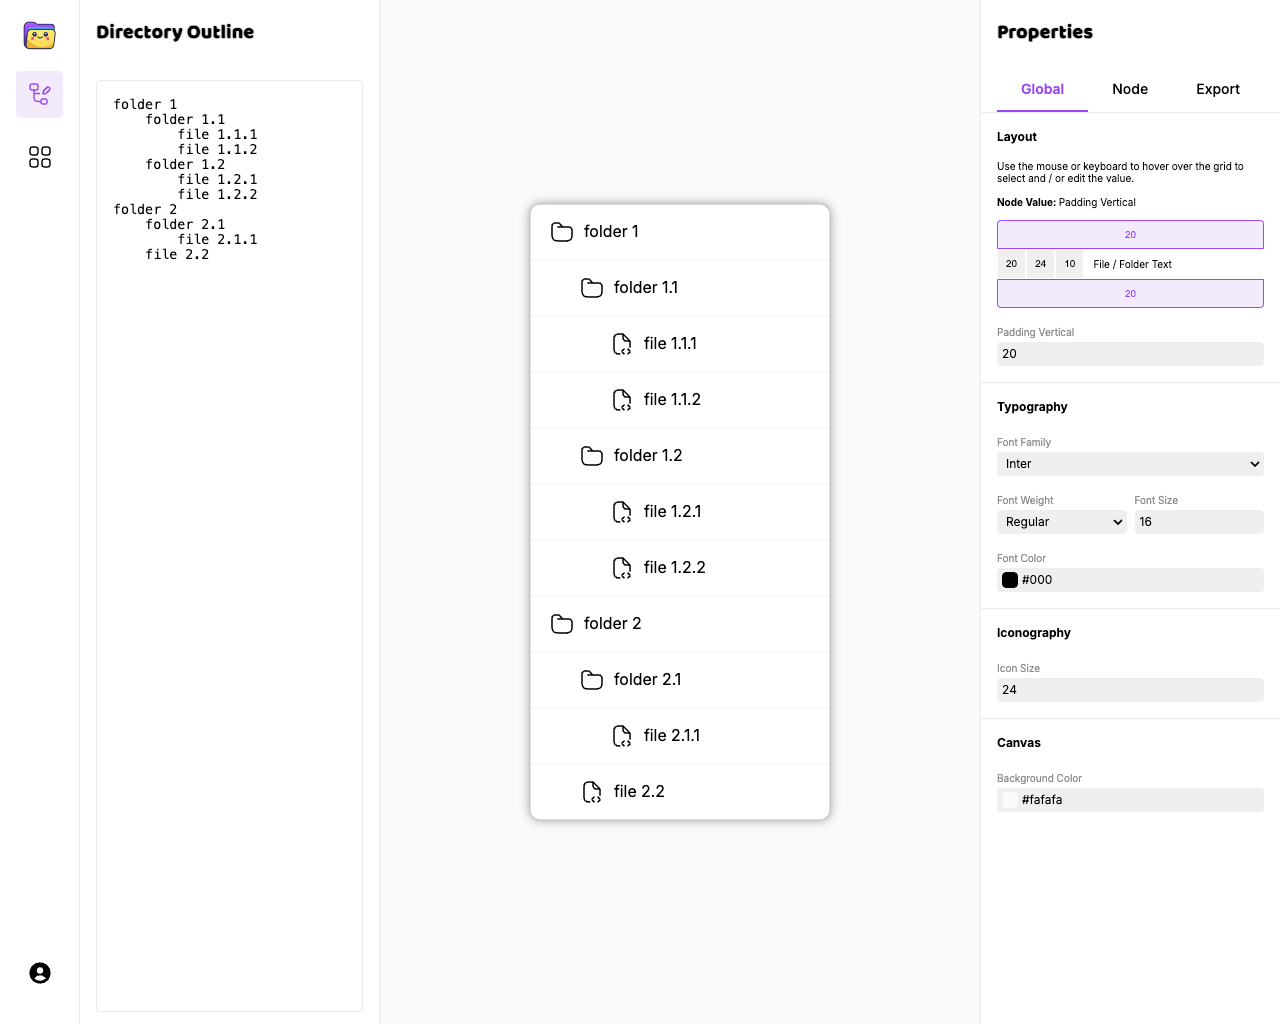 Directory Outline
folder 1
folder 1.1
file 1.1.1
file 1.1.2
folder 1.2
file 1.2.1
file 1.2.2
folder 2
folder 2.1
file 2.1.1
file 2.2
folder 1
folder 1.1
file 1.1.1
file 1.1.2
folder 1.2
file 1.2.1
file 1.2.2
folder 2
folder 2.1
file 2.1.1
file 2.2
Properties
Global Node Export
Layout
Use the mouse or keyboard to hover over the grid to
select and / or edit the value.
Node Value: Padding Vertical
20
20 24 10 File / Folder Text
20
Padding Vertical
20
Typography
Font Family
Inter
Font Weight Font Size
Regular 16
Font Color
#000
Iconography
Icon Size
24
Canvas
Background Color
#fafafa